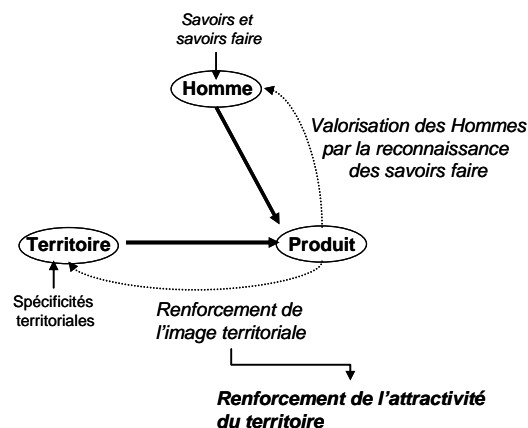 Savoirs et
savoirs faire
Homme
Valorisation des Hommes
par la reconnaissance
des savoirs faire
Territoire
Produit
Spécificités
territoriales
Renforcement de
l’image territoriale
Renforcement de l’attractivité
du territoire